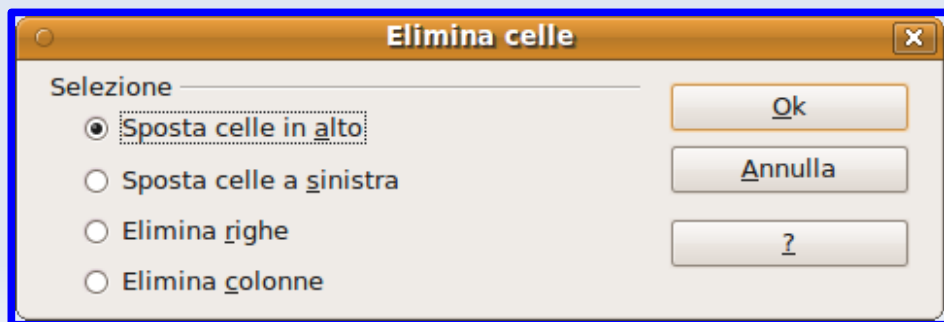 Elimina celle
Selezione
Sposta celle in alto
Sposta celle a sinistra
Elimina righe
Elimina colonne
Ok
Annulla
?